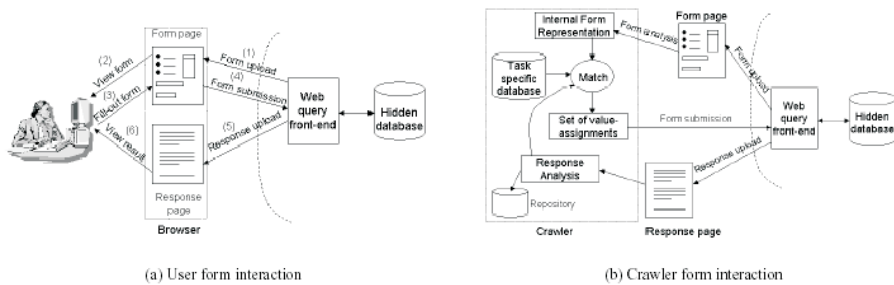 Form page
(1)
Form upload
(2)
View form
(4)
Form submission
(3)
Fill-out form
Web
query
front-end
Hidden
database
(5)
Response upload
(6)
View result
Response
page
Browser
(a) User form interaction
Internal Form
Representation
Form analysis
Form page
Form upload
Task
specific
database
Match
Set of value-
assignments
Form submission
Web
query
front-end
Hidden
database
Response
Analysis
Response upload
Repository
Crawler
Response page
(b) Crawler form interaction